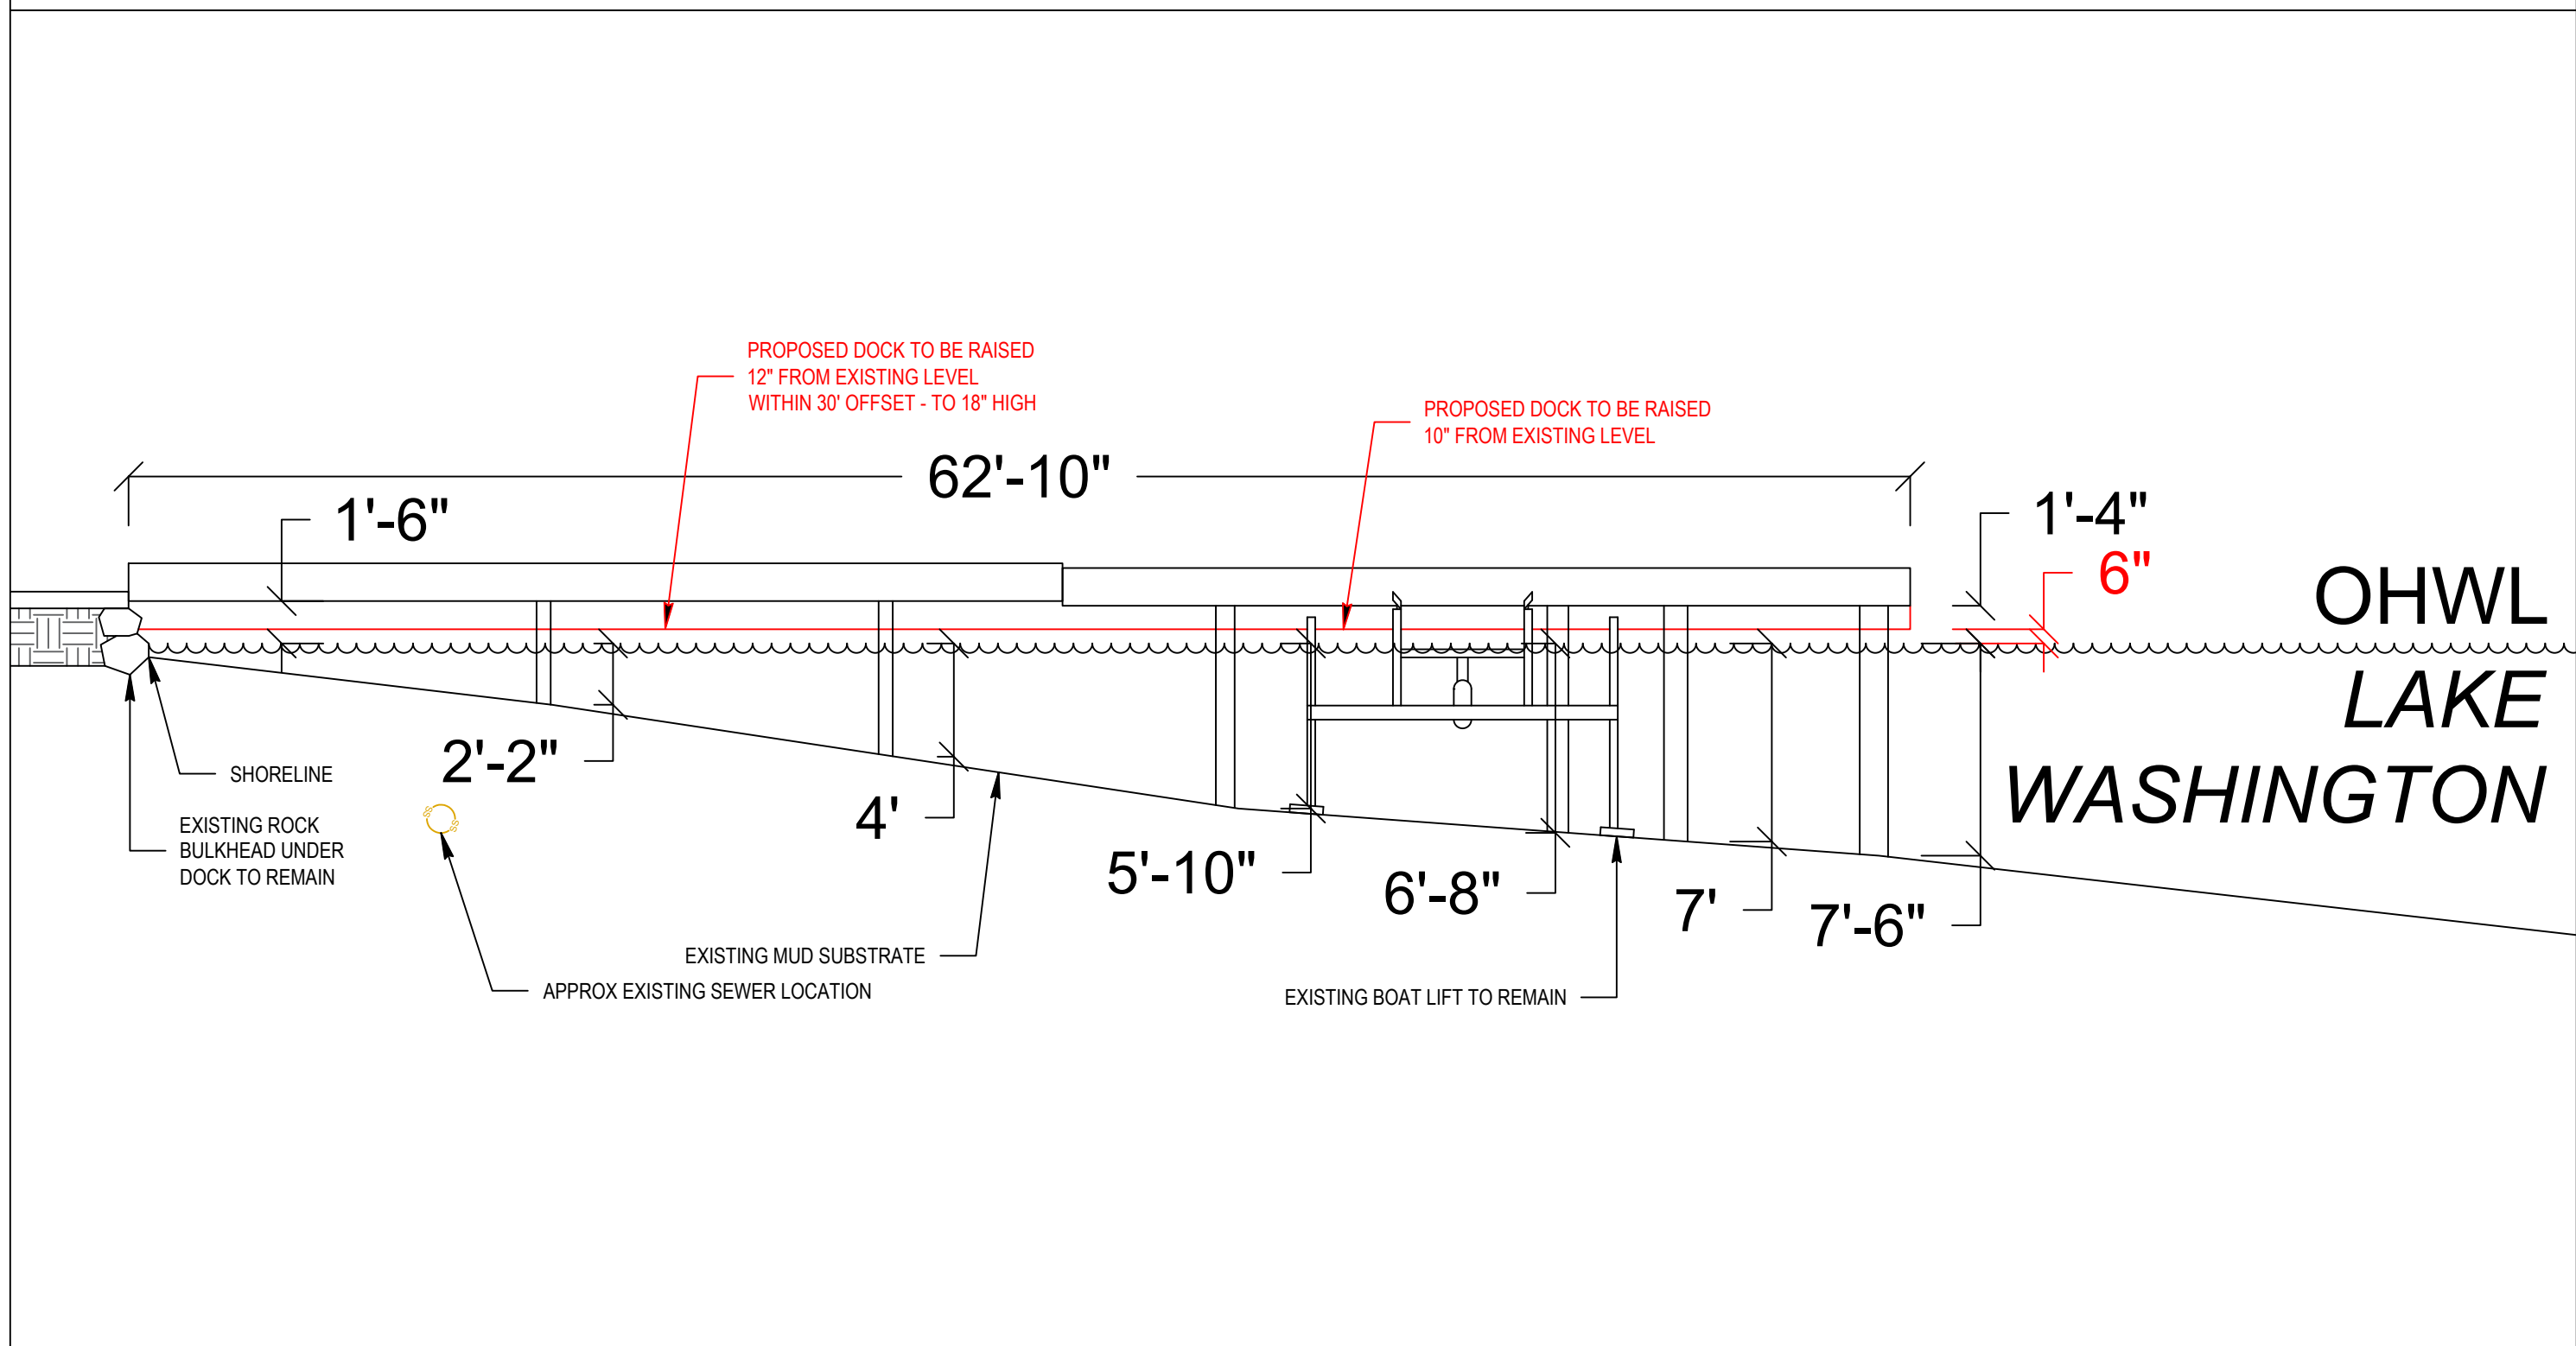 PROPOSED DOCK TO BE RAISED
12" FROM EXISTING LEVEL
WITHIN 30' OFFSET - TO 18" HIGH
PROPOSED DOCK TO BE RAISED
10" FROM EXISTING LEVEL
62'-10"
1'-6"
1'-4"
6"
OHWL
LAKE
WASHINGTON
2'-2"
4'
5'-10"
6'-8"
7'
7'-6"
SHORELINE
SS
SS
EXISTING ROCK
BULKHEAD UNDER
DOCK TO REMAIN
EXISTING MUD SUBSTRATE
APPROX EXISTING SEWER LOCATION
EXISTING BOAT LIFT TO REMAIN